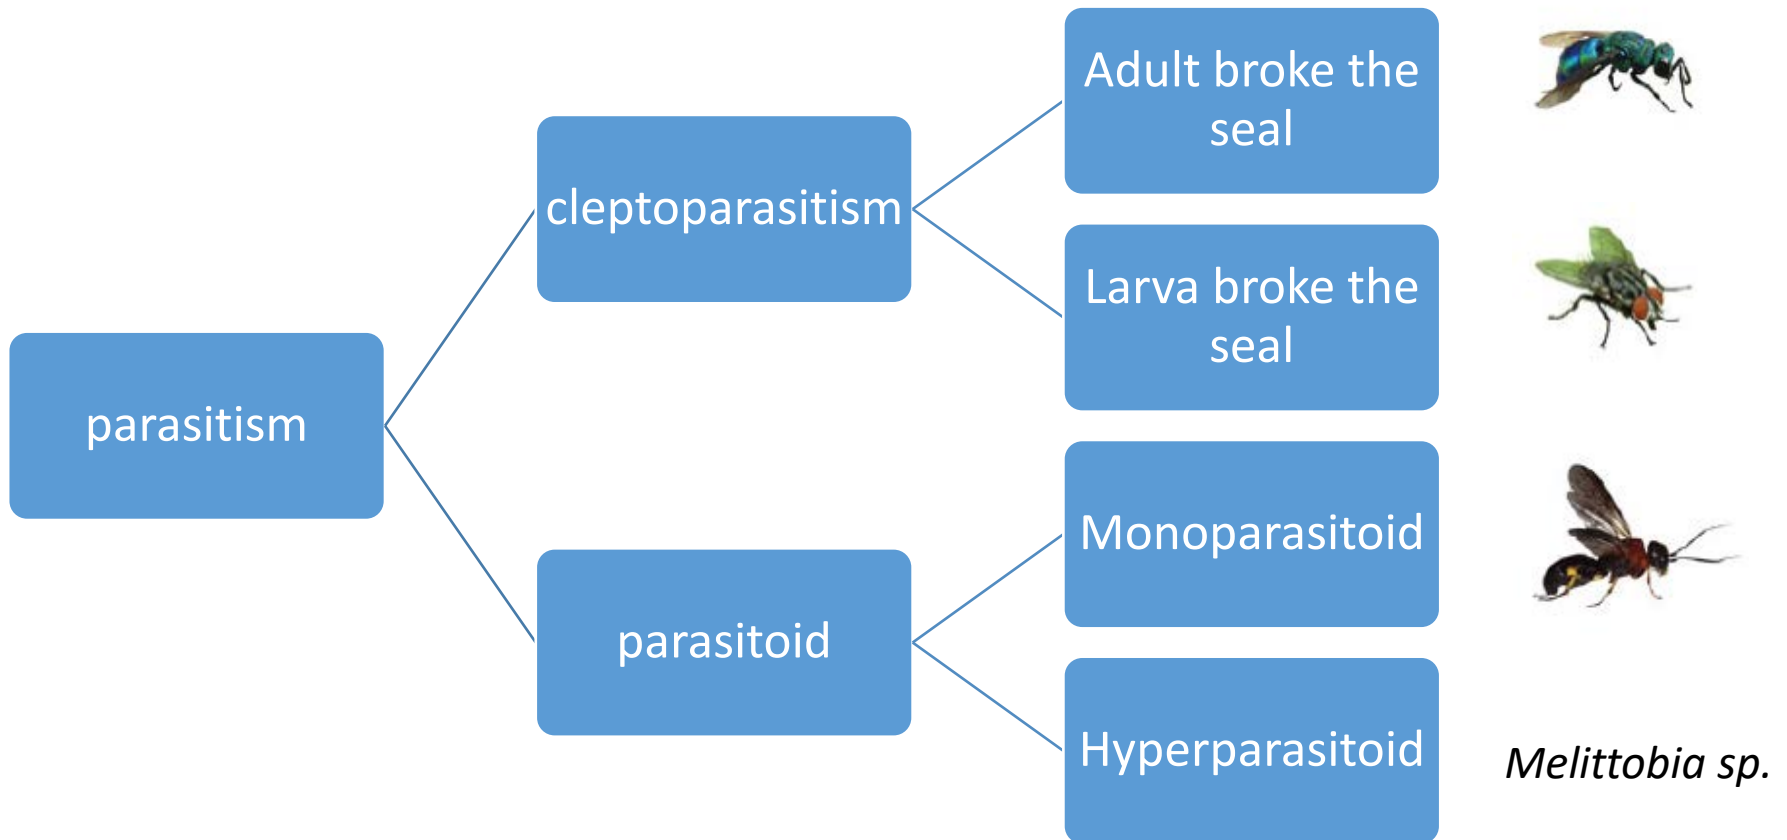 parasitism
cleptoparasitism
parasitoid
Adult broke the
seal
Larva broke the
seal
Monoparasitoid
Hyperparasitoid
Melittobia sp.